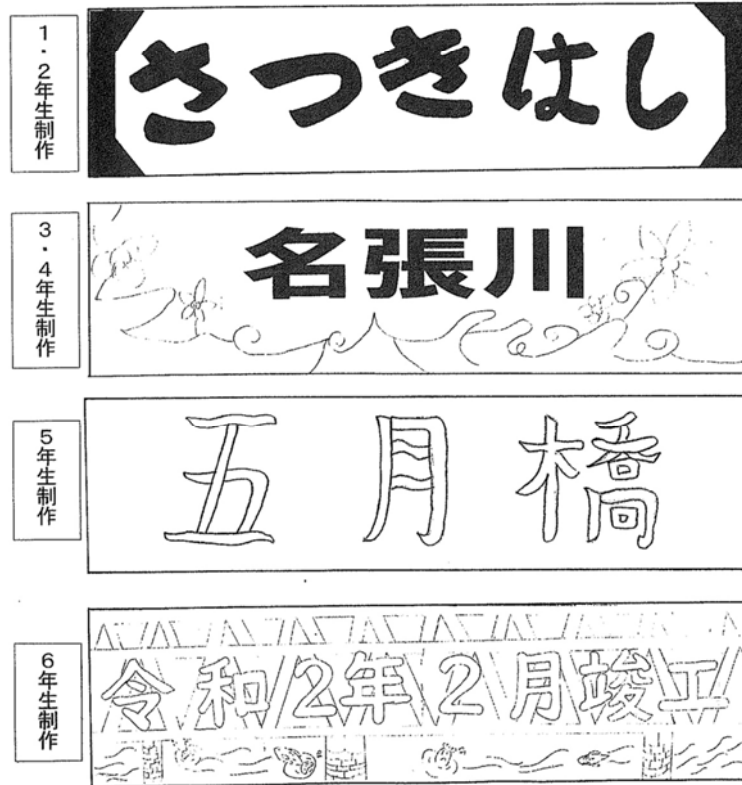 1・2年生制作
さつきはし
3・4年生制作
名張川
5年生制作
五月橋
6年生制作
令和2年2月竣工